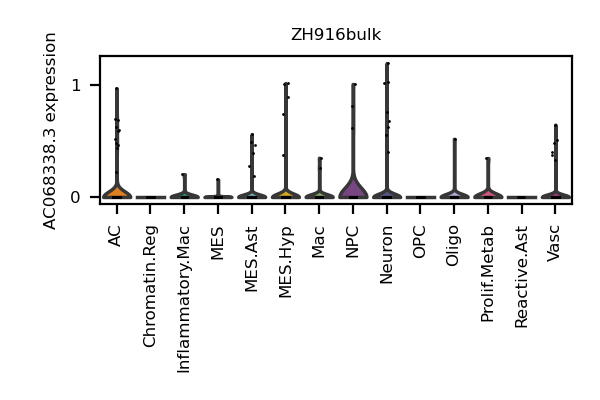 ZH916bulk
AC068338.3 expression
1
0
AC
Chromatin.Reg
Inflammatory.Mac
MES
MES.Ast
MES.Hyp
Mac
NPC
Neuron
OPC
Oligo
Prolif.Metab
Reactive.Ast
Vasc